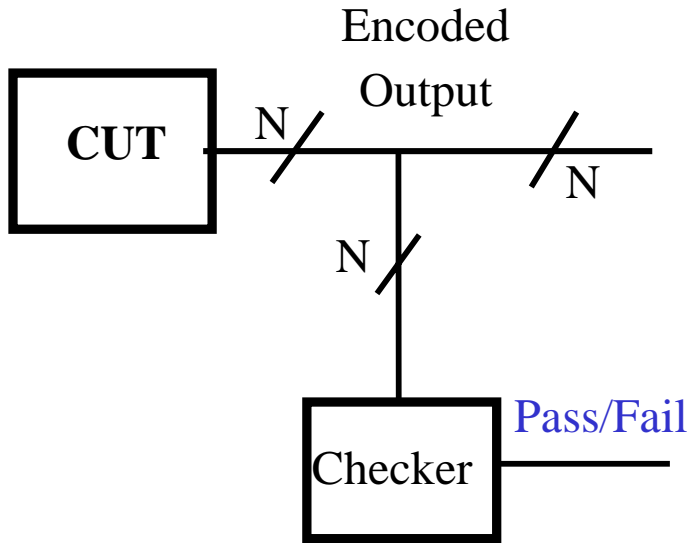 Encoded
Output
CUT
N
N
N
Pass/Fail
Checker